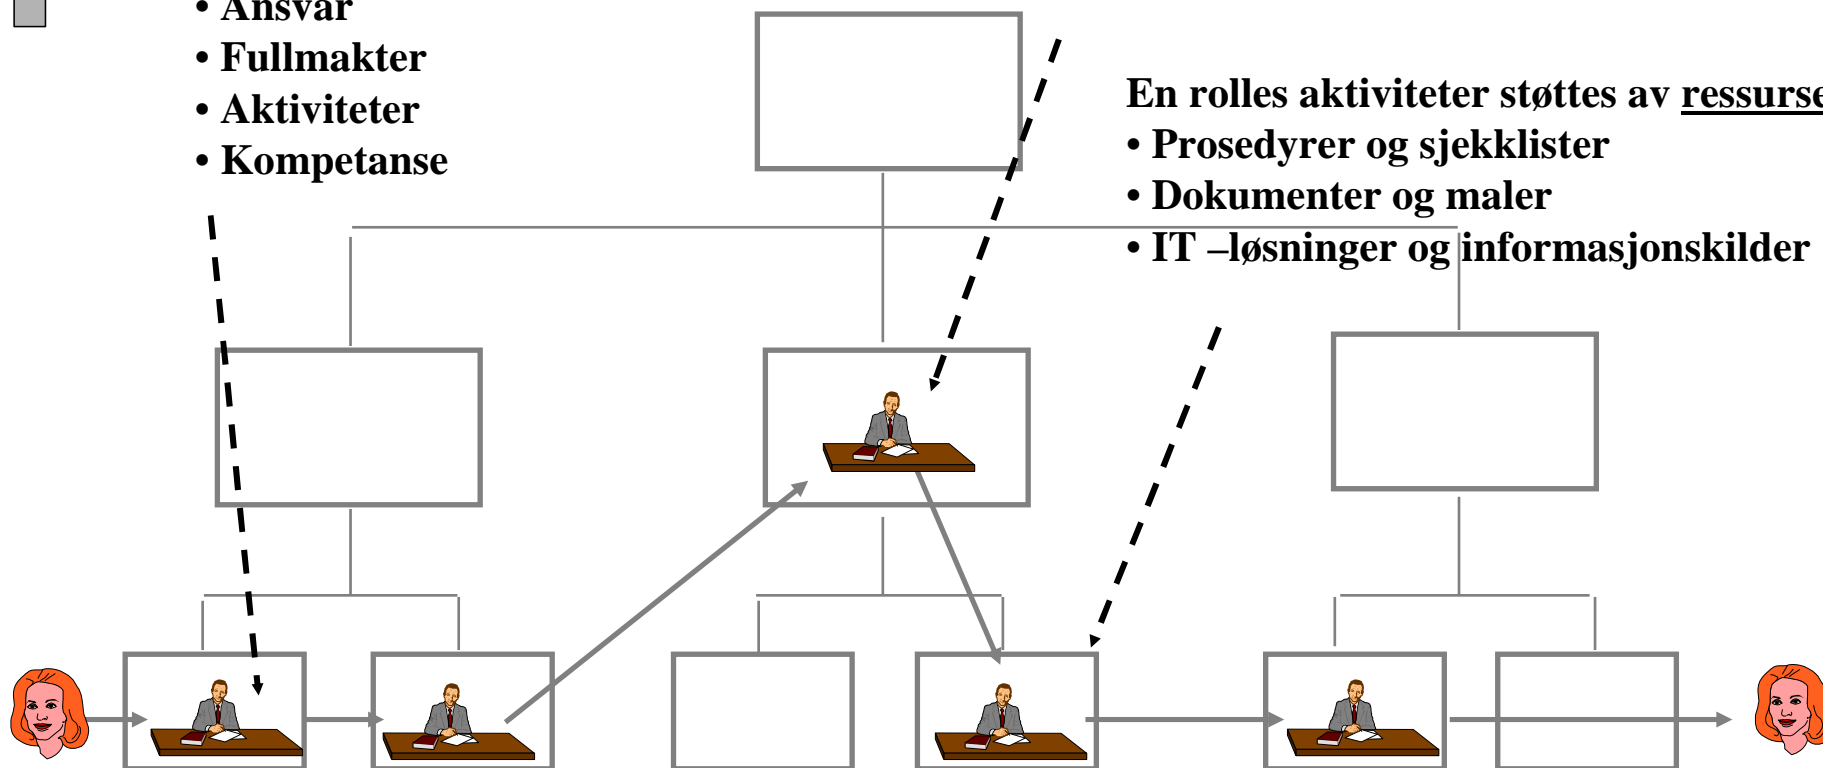 • Ansvar
• Fullmakter
• Aktiviteter
• Kompetanse
En rolles aktiviteter støttes av ressurse
• Prosedyrer og sjekklister
• Dokumenter og maler
• IT –løsninger og informasjonskilder